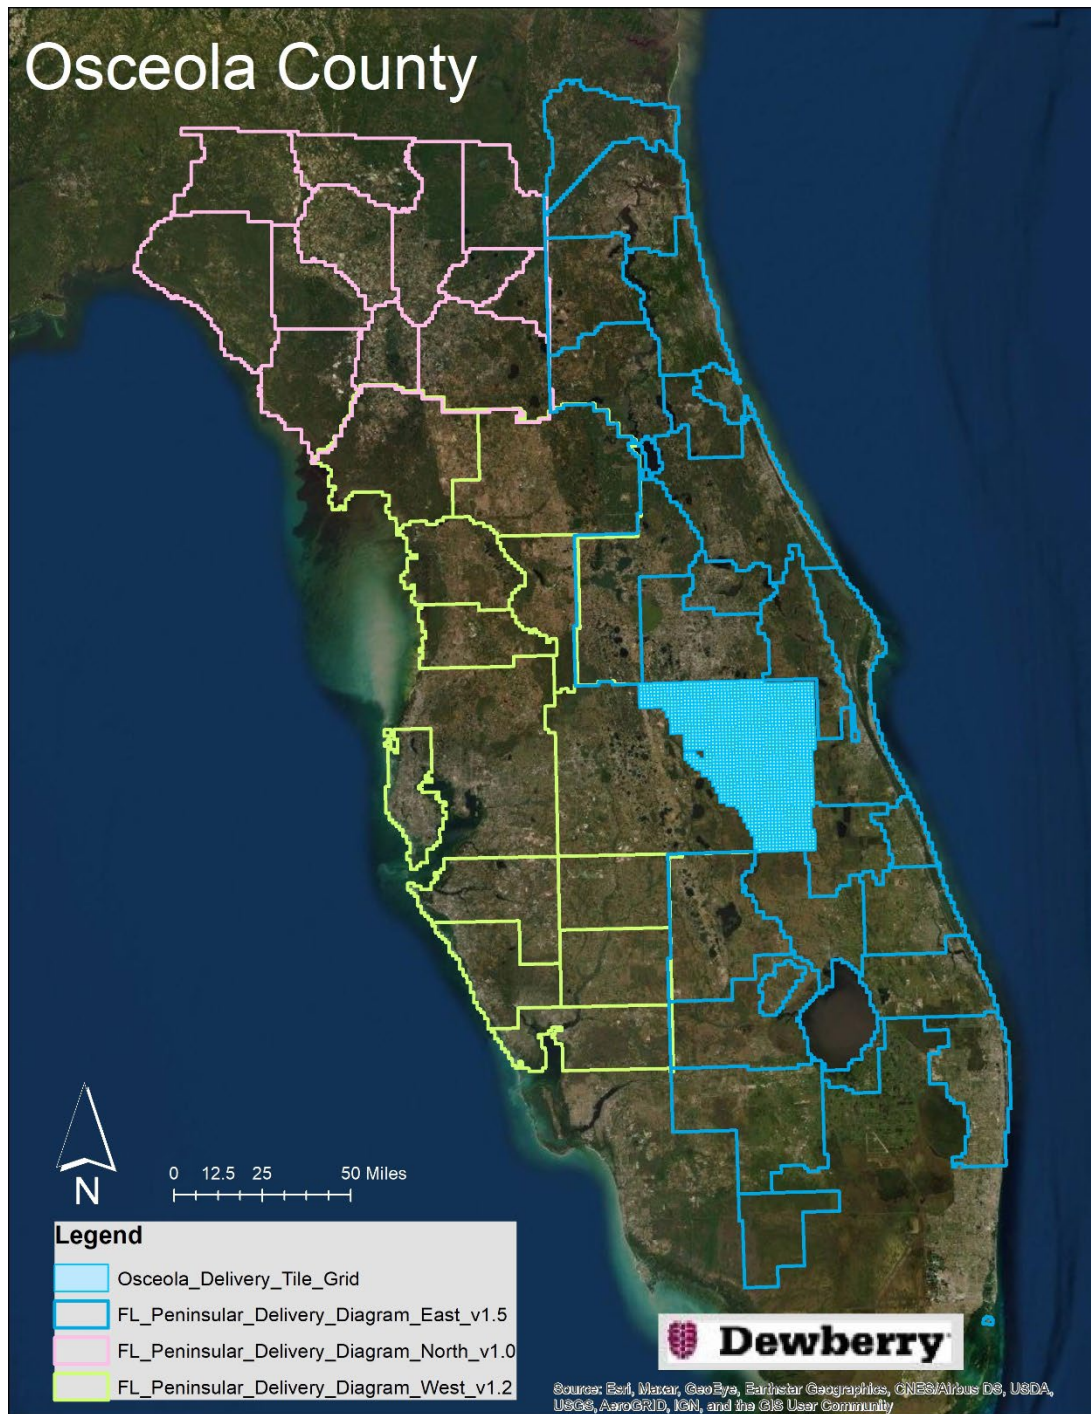 Osceola County
N
0 12.5 25 50 Miles
Legend
Osceola_Delivery_Tile_Grid
FL_Peninsular_Delivery_Diagram_East_v1.5
FL_Peninsular_Delivery_Diagram_North_v1.0
FL_Peninsular_Delivery_Diagram_West_v1.2
Dewberry
Source: Esri, Maxar, GeoEye, Earthstar Geographics, CNES/Airbus DS, USDA,
USGS, AeroGRID, IGN, and the GIS User Community